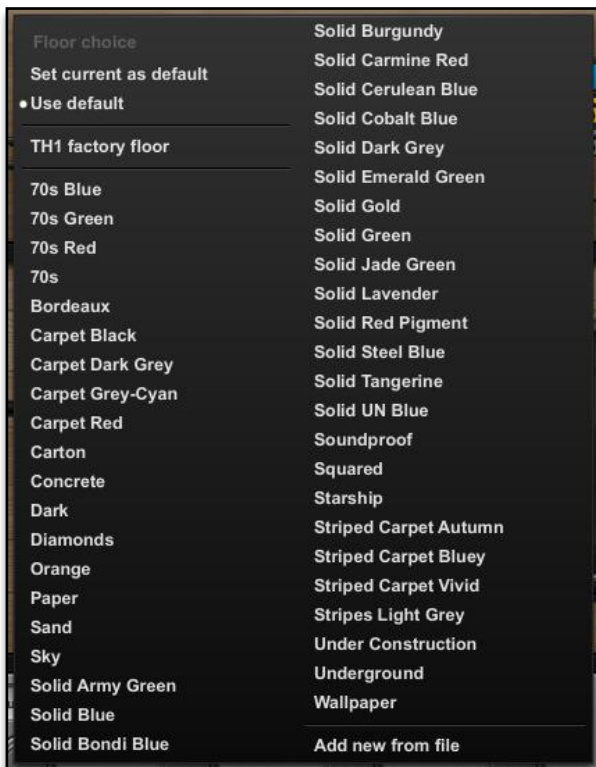 Floor choice
Set current as default
Use default
TH1 factory floor
70s Blue
70s Green
70s Red
70s
Bordeaux
Carpet Black
Carpet Dark Grey
Carpet Grey-Cyan
Carpet Red
Carton
Concrete
Dark
Diamonds
Orange
Paper
Sand
Sky
Solid Army Green
Solid Blue
Solid Bondi Blue
Solid Burgundy
Solid Carmine Red
Solid Cerulean Blue
Solid Cobalt Blue
Solid Dark Grey
Solid Emerald Green
Solid Gold
Solid Green
Solid Jade Green
Solid Lavender
Solid Red Pigment
Solid Steel Blue
Solid Tangerine
Solid UN Blue
Soundproof
Squared
Starship
Striped Carpet Autumn
Striped Carpet Bluey
Striped Carpet Vivid
Stripes Light Grey
Under Construction
Underground
Wallpaper
Add new from file